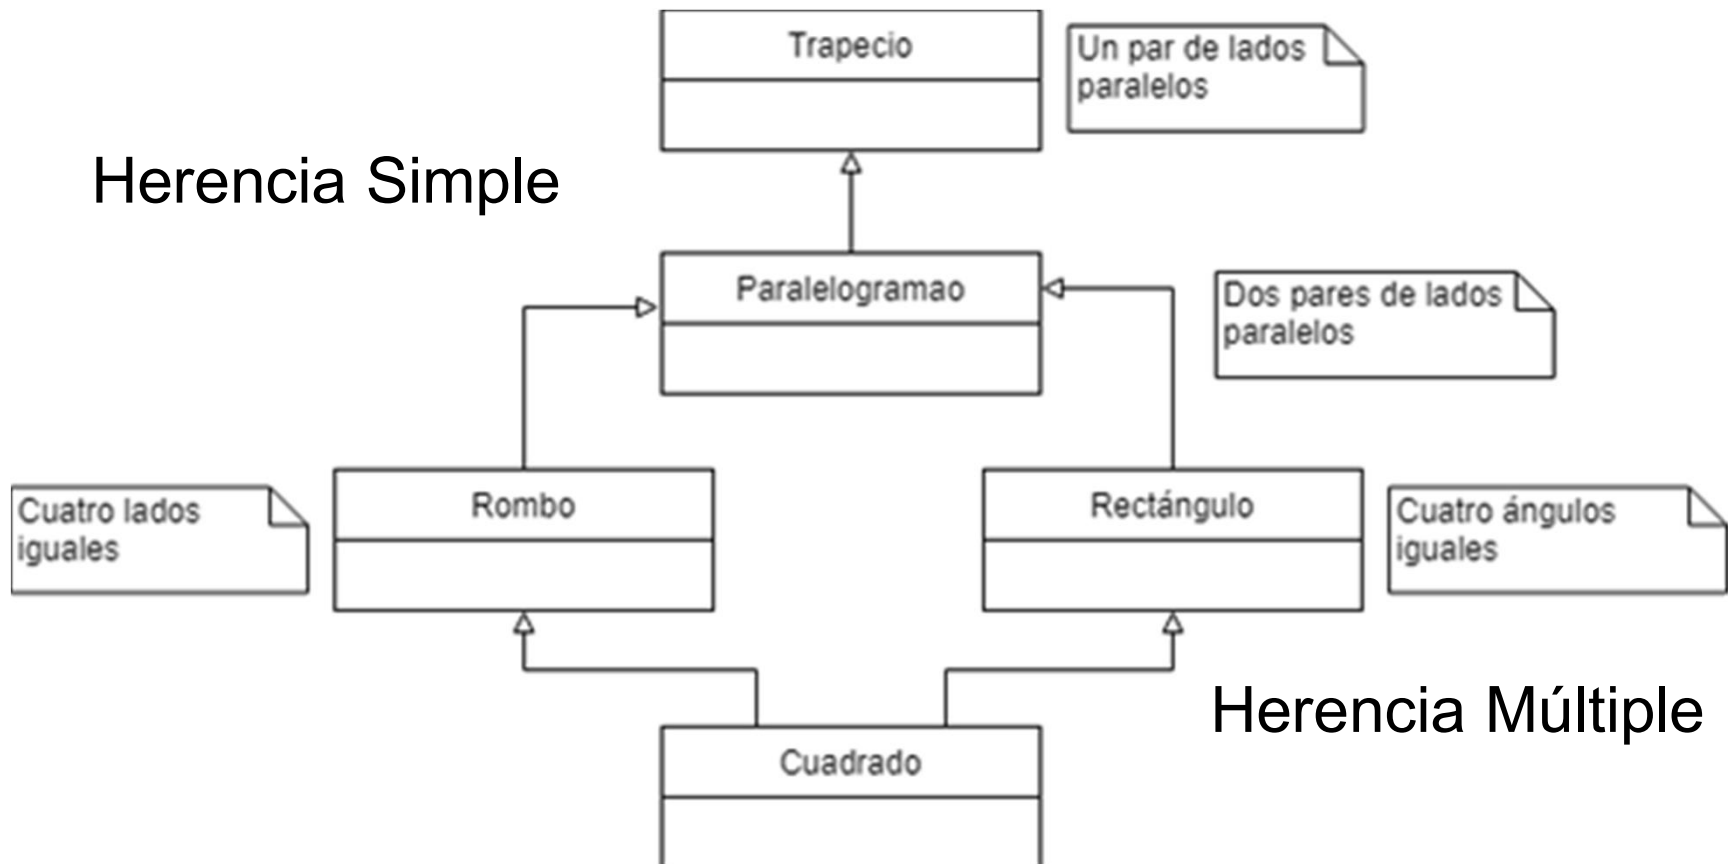 Trapecio
Un par de lados
paralelos
Herencia Simple
Paralelogramao
Dos pares de lados
paralelos
Cuatro lados
iguales
Rombo
Rectángulo
Cuatro ángulos
iguales
Herencia Múltiple
Cuadrado